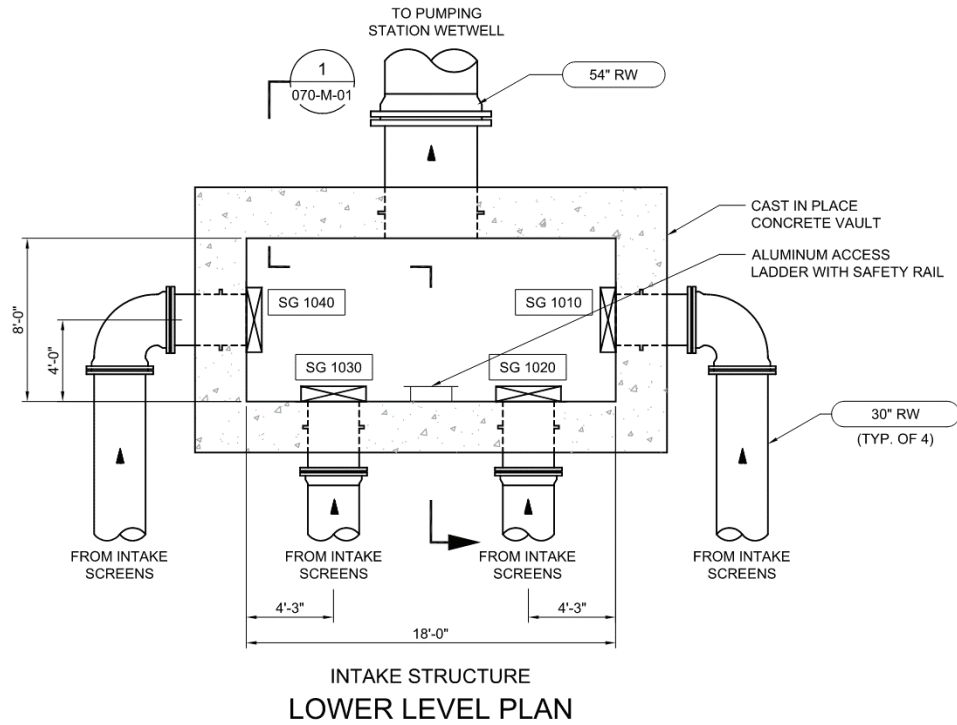 TO PUMPING
STATION WETWELL
1
070-M-01
54" RW
CAST IN PLACE
CONCRETE VAULT
ALUMINUM ACCESS
LADDER WITH SAFETY RAIL
8'-0"
4'-0"
SG 1040
SG 1010
SG 1030
SG 1020
30" RW
(TYP. OF 4)
FROM INTAKE
SCREENS
FROM INTAKE
SCREENS
FROM INTAKE
SCREENS
FROM INTAKE
SCREENS
4'-3"
4'-3"
18'-0"
INTAKE STRUCTURE
LOWER LEVEL PLAN